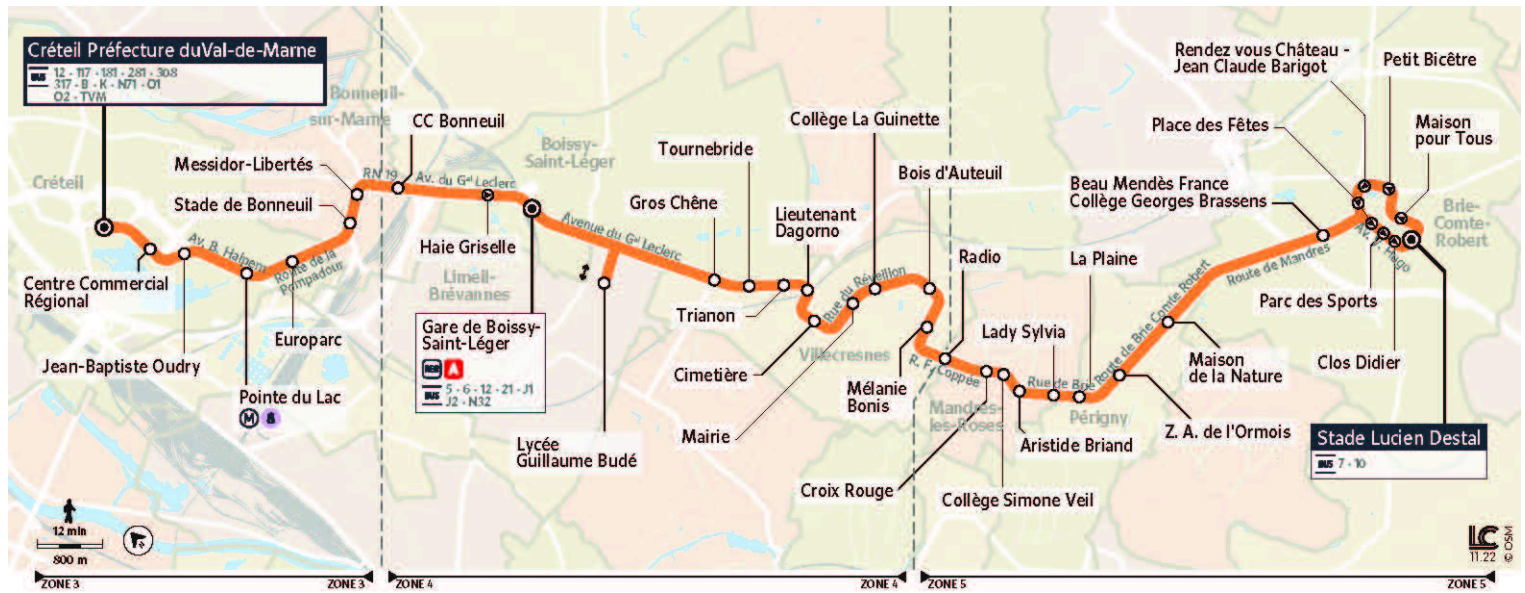 Créteil Préfecture duVal-de-Marne
BUS 12 - 117 - 181 - 281 - 308
317 - B - K - N71 - O1
O2 - TVM
Bonneuil-
sur-Marne
CC Bonneuil
Messidor-Libertés
RN 19
Av. du Gal Leclerc
Boissy-
Saint-Léger
Créteil
Stade de Bonneuil
Av. B. Halpern
Route de la
Pompadour
Centre Commercial
Régional
Jean-Baptiste Oudry
Europarc
Pointe du Lac
M 8
Haie Griselle
Limeil-
Brévannes
Avenue du Gal Leclerc
Gare de Boissy-
Saint-Léger
RER A
BUS 5 - 6 - 12 - 21 - J1
J2 - N32
Lycée
Guillaume Budé
Gros Chêne
Tournebride
Trianon
Lieutenant
Dagorno
Collège La Guinette
Rue du Réveillon
Bois d'Auteuil
Cimetière
Villecresnes
Mairie
Mélanie
Bonis
Radio
R. F. Coppée
Mandres-
les-Roses
Croix Rouge
Collège Simone Veil
Lady Sylvia
Aristide Briand
Rue de Brie
La Plaine
Périgny
Route de Brie Comte Robert
Z. A. de l'Ormois
Maison
de la Nature
Route de Mandres
Beau Mendès France
Collège Georges Brassens
Place des Fêtes
Rendez vous Château -
Jean Claude Barigot
Petit Bicêtre
Maison
pour Tous
Brie-
Comte-
Robert
Av. V. Hugo
Parc des Sports
Clos Didier
Stade Lucien Destal
BUS 7 - 10
12 min
800 m
LC
11.22 © OSM
ZONE 3
ZONE 3
ZONE 4
ZONE 4
ZONE 5
ZONE 5